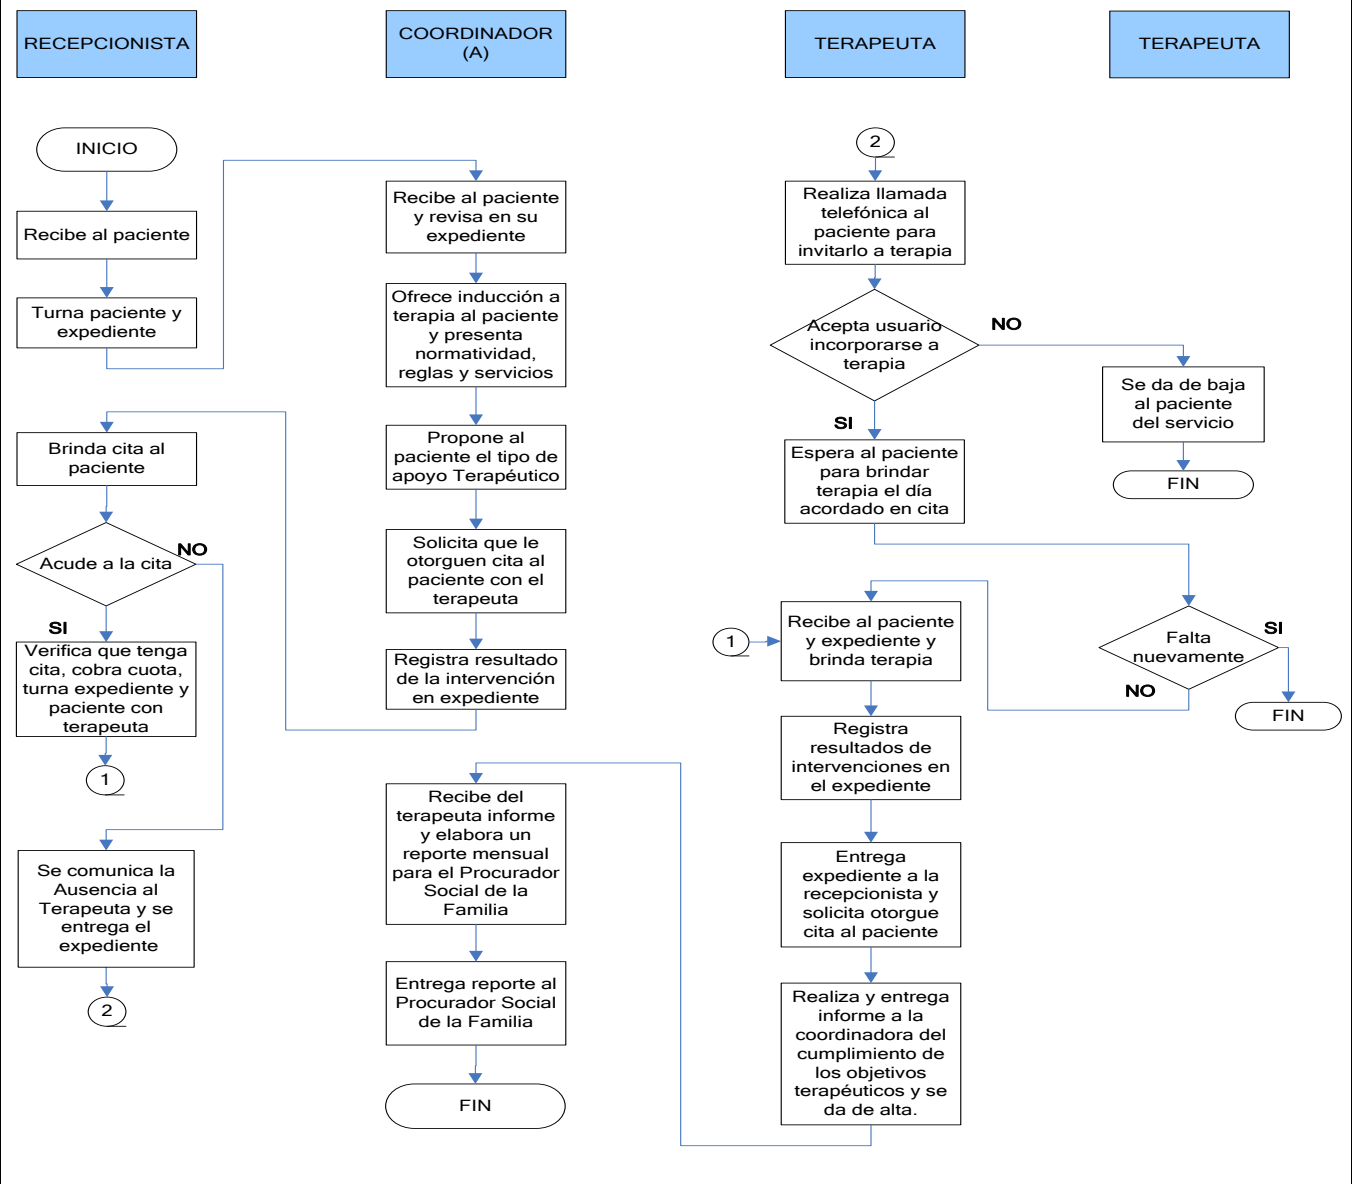 RECEPCIONISTA
COORDINADOR
(A)
TERAPEUTA
TERAPEUTA
INICIO
Recibe al paciente
Turna paciente y
expediente
Recibe al paciente
y revisa en su
expediente
Ofrece inducción a
terapia al paciente
y presenta
normatividad,
reglas y servicios
Propone al
paciente el tipo de
apoyo Terapéutico
Solicita que le
otorguen cita al
paciente con el
terapeuta
Registra resultado
de la intervención
en expediente
Brinda cita al
paciente
Acude a la cita
NO
SI
Verifica que tenga
cita, cobra cuota,
turna expediente y
paciente con
terapeuta
1
Se comunica la
Ausencia al
Terapeuta y se
entrega el
expediente
2
2
Realiza llamada
telefónica al
paciente para
invitarlo a terapia
Acepta usuario
incorporarse a
terapia
NO
Se da de baja
al paciente
del servicio
FIN
SI
Espera al paciente
para brindar
terapia el día
acordado en cita
Falta
nuevamente
SI
FIN
NO
1
Recibe al paciente
y expediente y
brinda terapia
Registra
resultados de
intervenciones en
el expediente
Entrega
expediente a la
recepcionista y
solicita otorgue
cita al paciente
Realiza y entrega
informe a la
coordinadora del
cumplimiento de
los objetivos
terapéuticos y se
da de alta.
Recibe del
terapeuta informe
y elabora un
reporte mensual
para el Procurador
Social de la
Familia
Entrega reporte al
Procurador Social
de la Familia
FIN